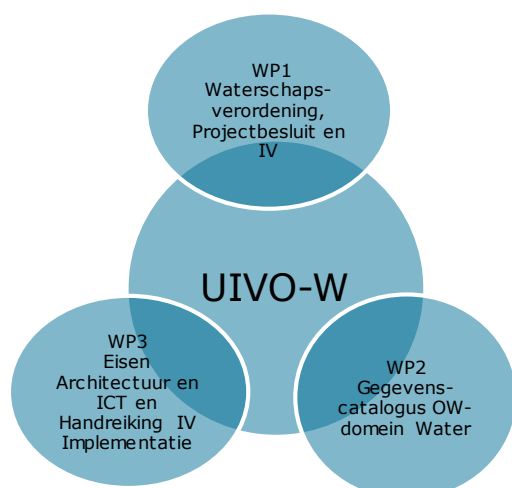 WP1
Waterschaps-
verordening,
Projectbesluit en
IV
UIVO-W
WP3
Eisen
Architectuur en
ICT en
Handreiking IV
Implementatie
WP2
Gegevens-
catalogus OW-
domein Water